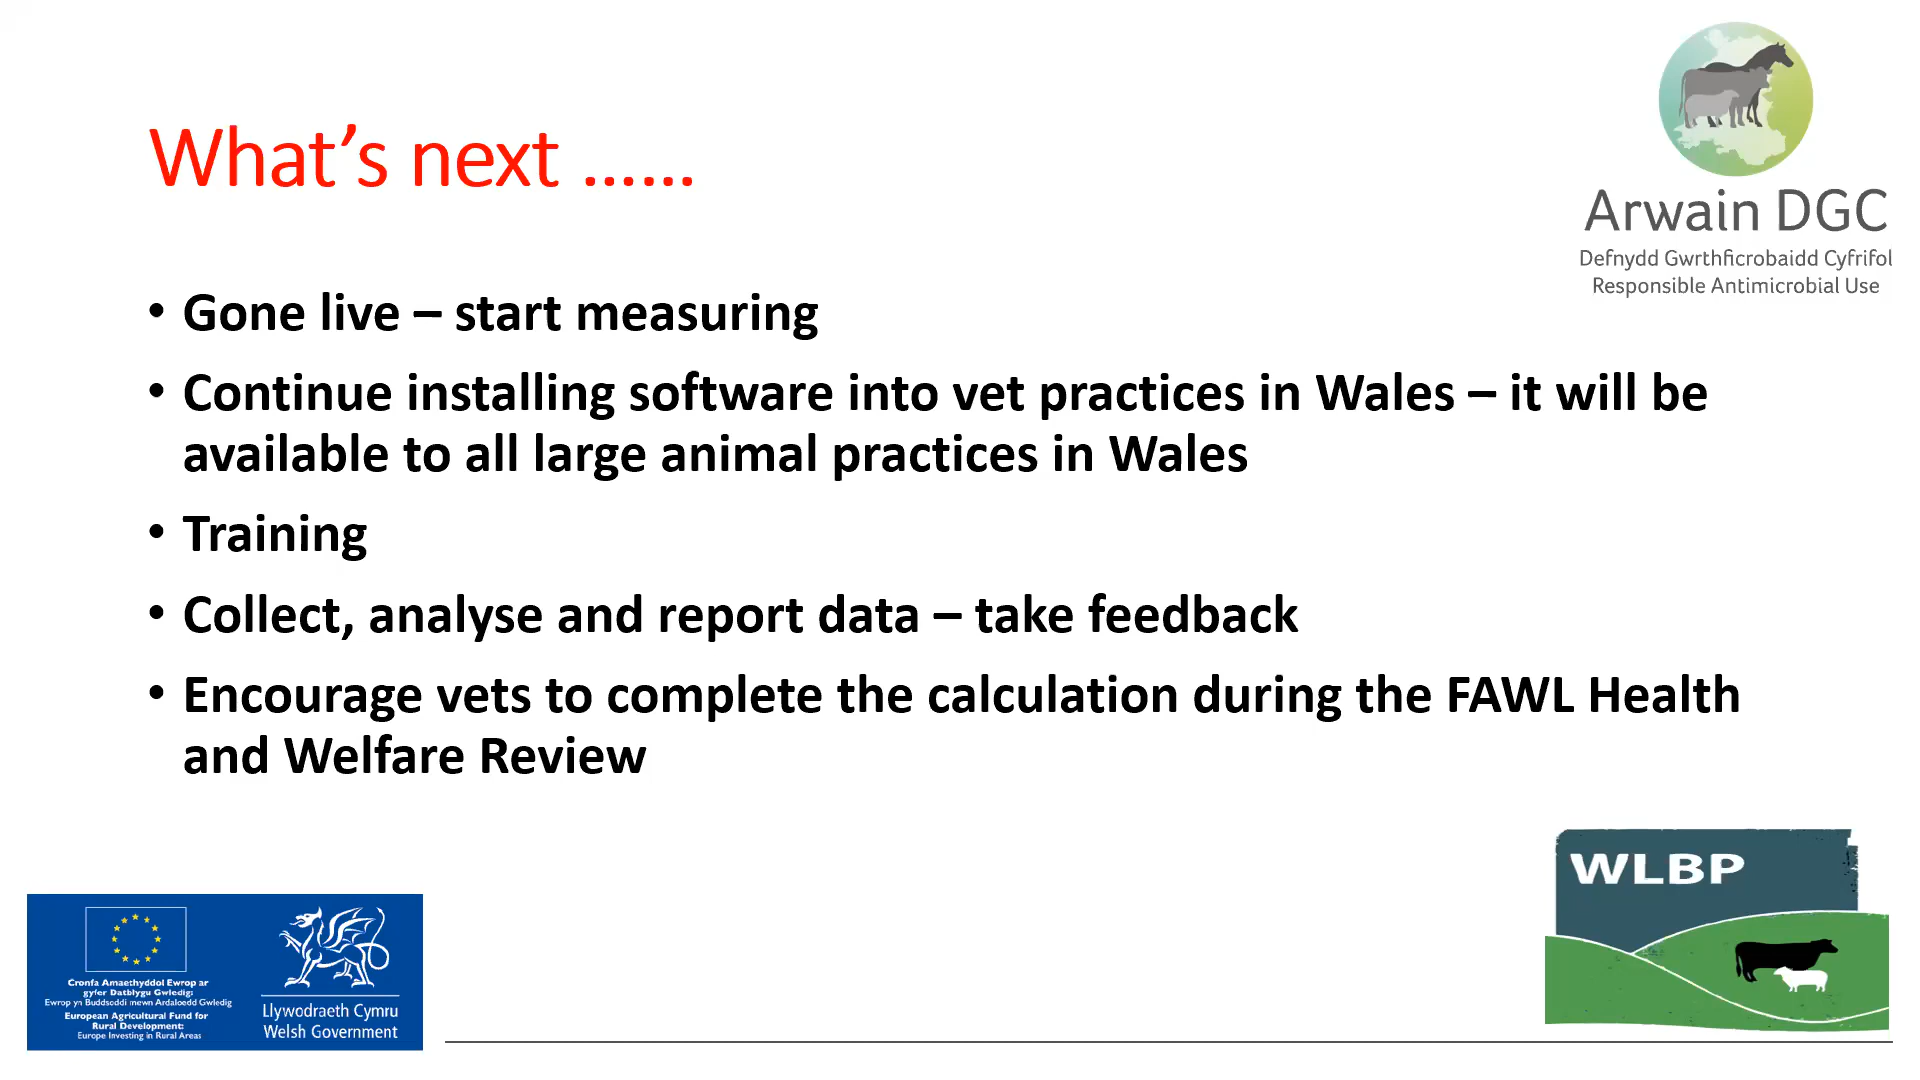 What's next ......
Arwain DGC
Defnydd Gwrthficrobaidd Cyfrifol
Responsible Antimicrobial Use
• Gone live – start measuring
• Continue installing software into vet practices in Wales – it will be
available to all large animal practices in Wales
• Training
• Collect, analyse and report data – take feedback
• Encourage vets to complete the calculation during the FAWL Health
and Welfare Review
WLBP
Cronfa Amaethyddol Ewrop ar
gyfer Datblygu Gwledig:
Ewrop yn Buddsoddi mewn Ardaloedd Gwledig
European Agricultural Fund for
Rural Development:
Europe Investing in Rural Areas
Llywodraeth Cymru
Welsh Government